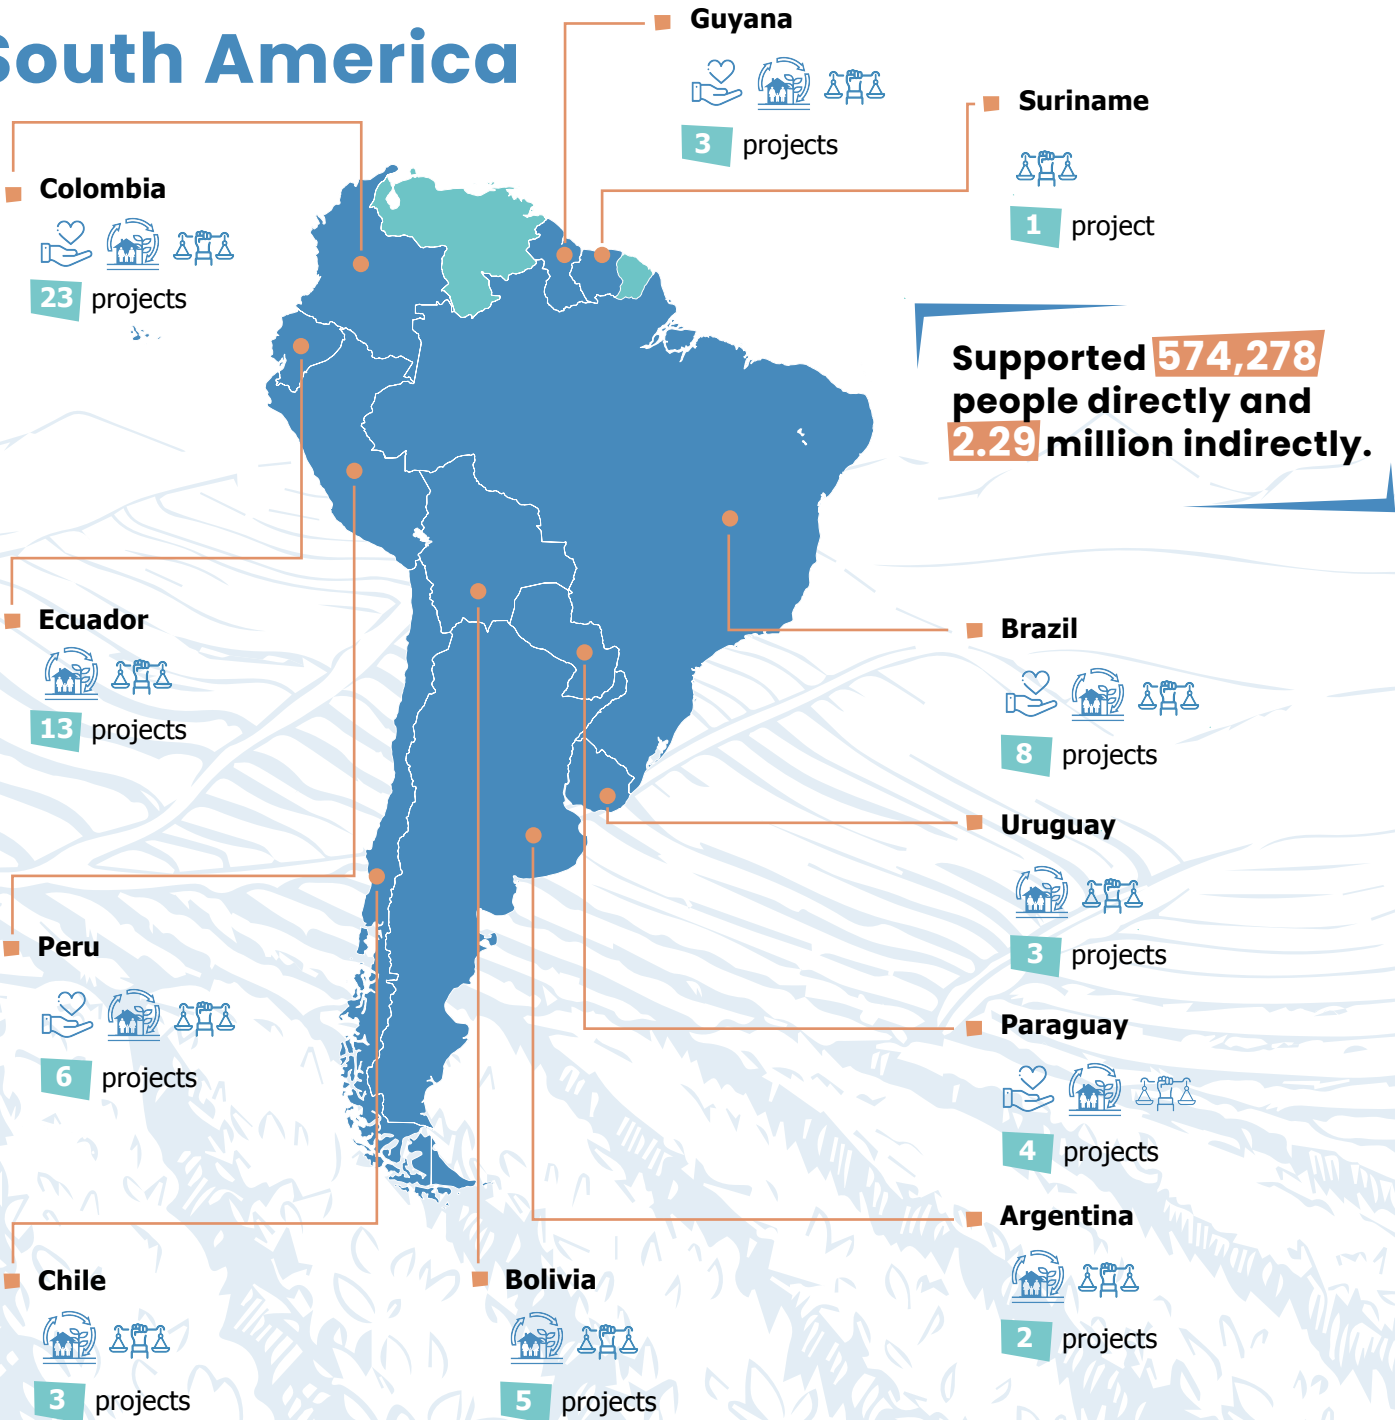 South America
Guyana
3 projects
Suriname
1 project
Colombia
23 projects
Supported 574,278
people directly and
2.29 million indirectly.
Ecuador
13 projects
Brazil
8 projects
Uruguay
3 projects
Peru
6 projects
Paraguay
4 projects
Argentina
2 projects
Chile
3 projects
Bolivia
5 projects